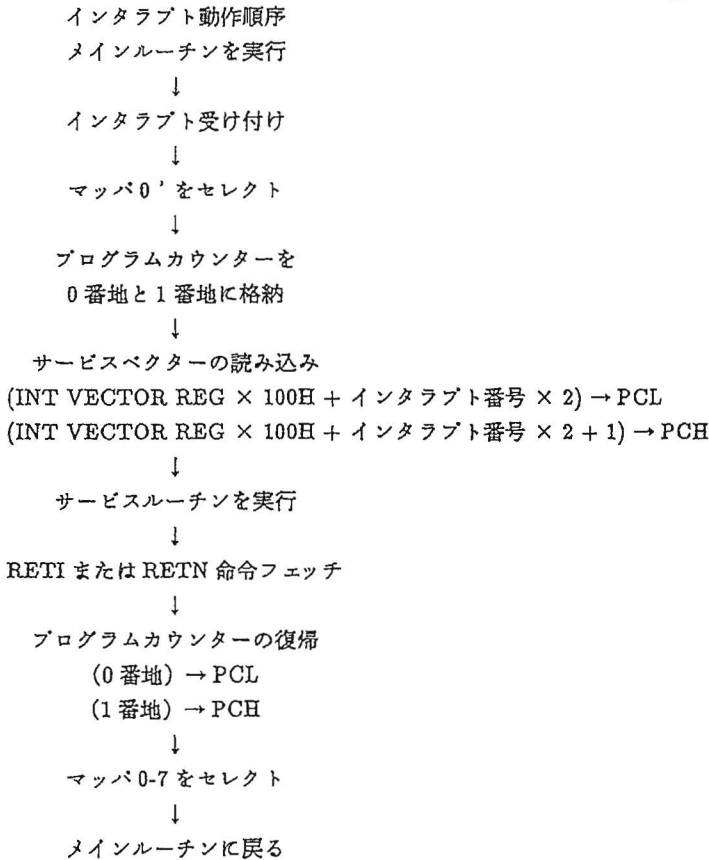 インタラプト動作順序
メインルーチンを実行
↓
インタラプト受け付け
↓
マッパ0'をセレクト
↓
プログラムカウンターを
0番地と1番地に格納
↓
サービスベクターの読み込み
(INT VECTOR REG × 100H + インタラプト番号 × 2) → PCL
(INT VECTOR REG × 100H + インタラプト番号 × 2 + 1) → PCH
↓
サービスルーチンを実行
↓
RETI または RETN 命令フェッチ
↓
プログラムカウンターの復帰
(0番地) → PCL
(1番地) → PCH
↓
マッパ0-7をセレクト
↓
メインルーチンに戻る